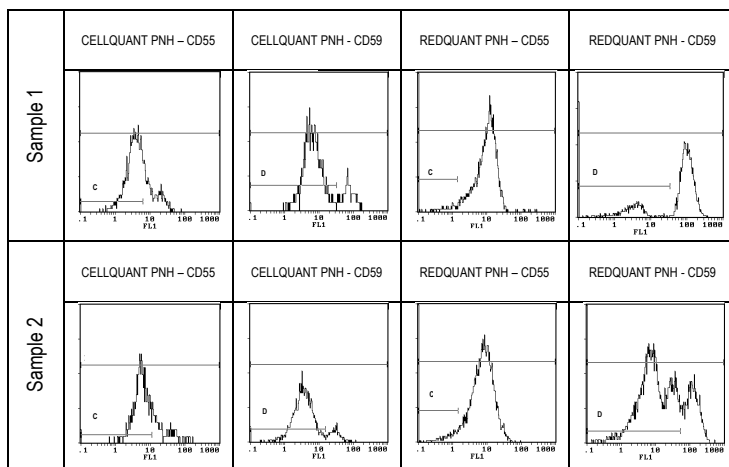 CELLQUANT PNH – CD55
CELLQUANT PNH - CD59
REDQUANT PNH – CD55
REDQUANT PNH - CD59
Sample 1
C
.1 1 10 100 1000
FL1
D
.1 1 10 100 1000
FL1
C
.1 1 10 100 1000
FL1
D
.1 1 10 100 1000
FL1
CELLQUANT PNH – CD55
CELLQUANT PNH - CD59
REDQUANT PNH – CD55
REDQUANT PNH - CD59
Sample 2
C
.1 1 10 100 1000
FL1
D
.1 1 10 100 1000
FL1
C
.1 1 10 100 1000
FL1
D
.1 1 10 100 1000
FL1